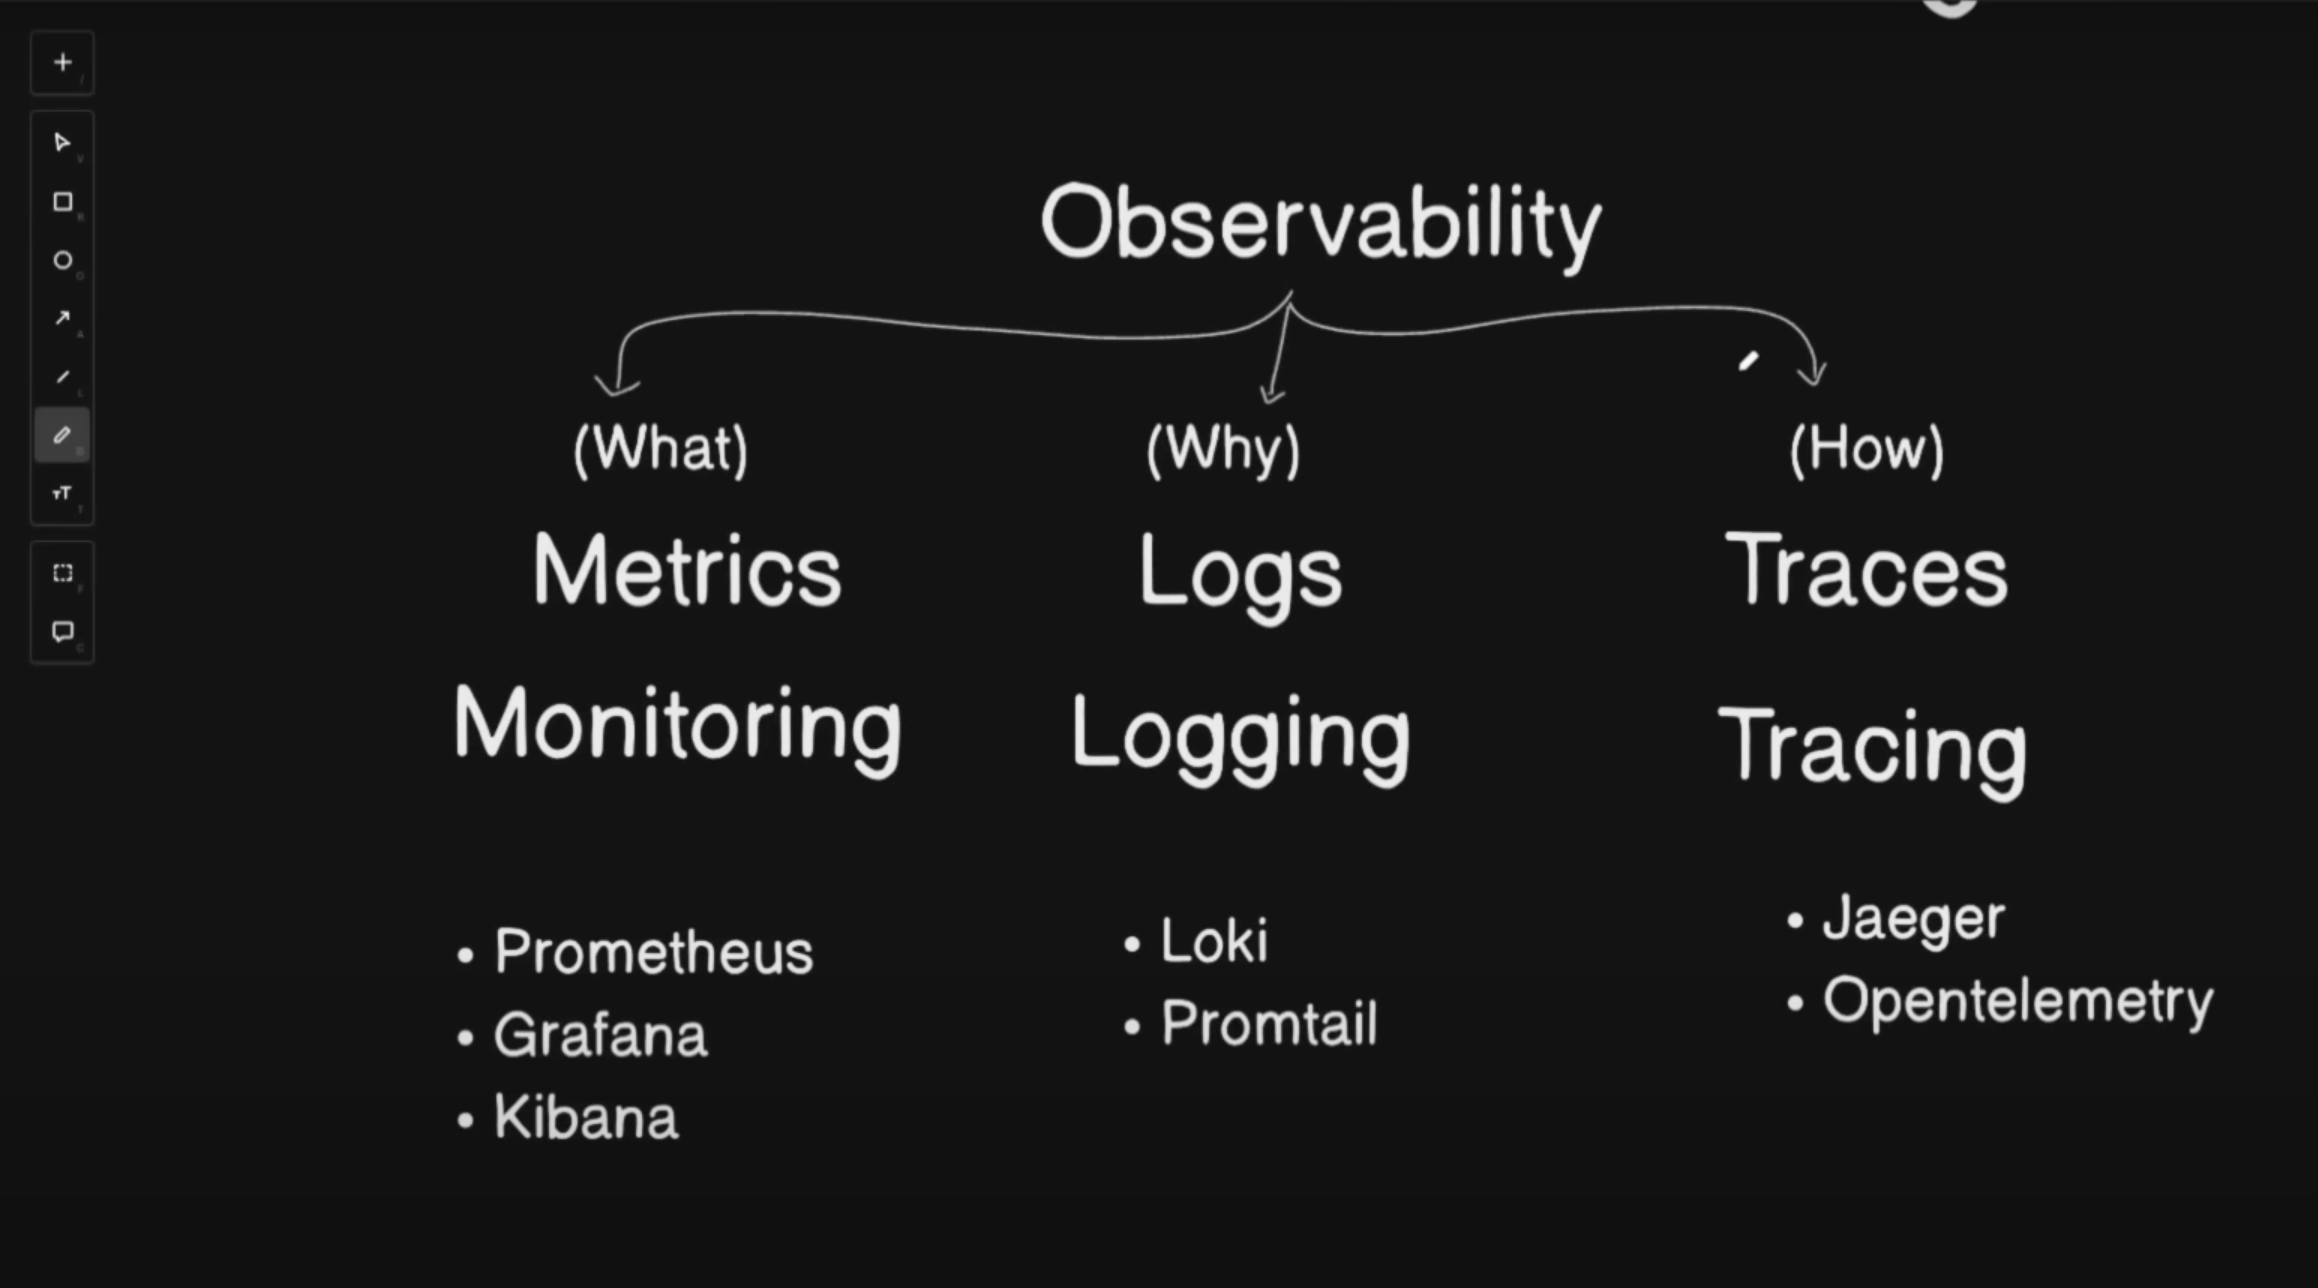 Observability
(What)
(Why)
(How)
Metrics
Logs
Traces
Monitoring
Logging
Tracing
• Prometheus
• Grafana
• Kibana
• Loki
• Promtail
• Jaeger
• Opentelemetry